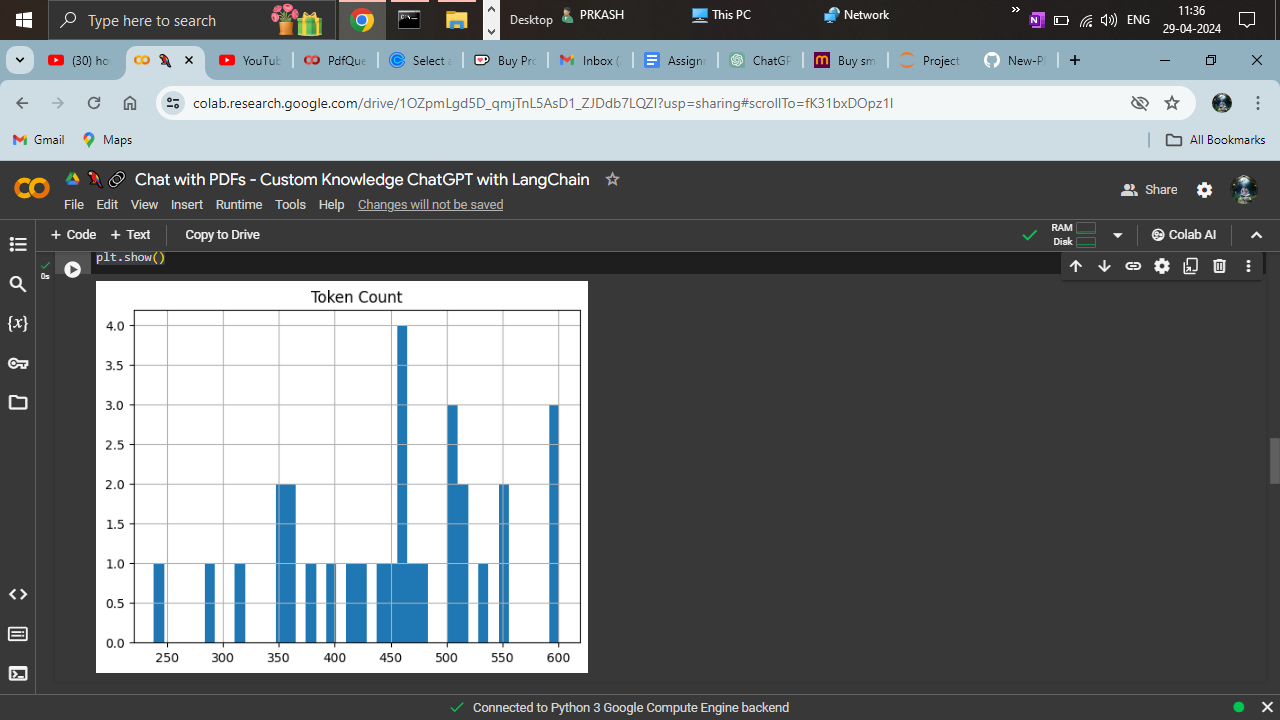 Type here to search
Desktop
PRKASH
This PC
Network
»
ENG
11:36
29-04-2024
(30) ho
YouTub
PdfQue
Select a
Buy Pro
Inbox (
Assign
ChatGP
Buy sm
Project
New-P
colab.research.google.com/drive/1OZpmLgd5D_qmjTnL5AsD1_ZJDdb7LQZI?usp=sharing#scrollTo=fK31bxDOpz1l
Gmail
Maps
All Bookmarks
Chat with PDFs - Custom Knowledge ChatGPT with LangChain
Share
File Edit View Insert Runtime Tools Help Changes will not be saved
+ Code + Text Copy to Drive
RAM
Disk
Colab AI
0s
plt.show()
Token Count
4.0
3.5
3.0
2.5
2.0
1.5
1.0
0.5
0.0
250 300 350 400 450 500 550 600
{x}
Connected to Python 3 Google Compute Engine backend